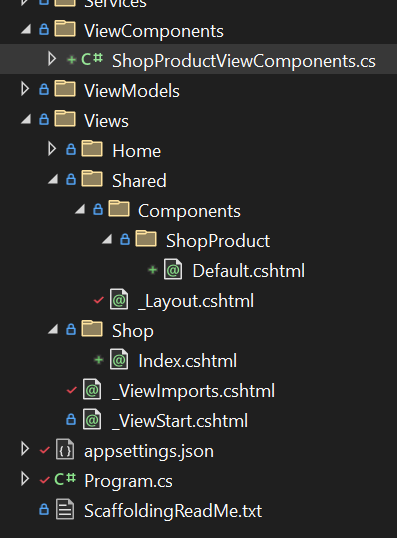 Services
ViewComponents
C# ShopProductViewComponents.cs
ViewModels
Views
Home
Shared
Components
ShopProduct
@ Default.cshtml
@ _Layout.cshtml
Shop
@ Index.cshtml
@ _ViewImports.cshtml
@ _ViewStart.cshtml
appsettings.json
C# Program.cs
ScaffoldingReadMe.txt